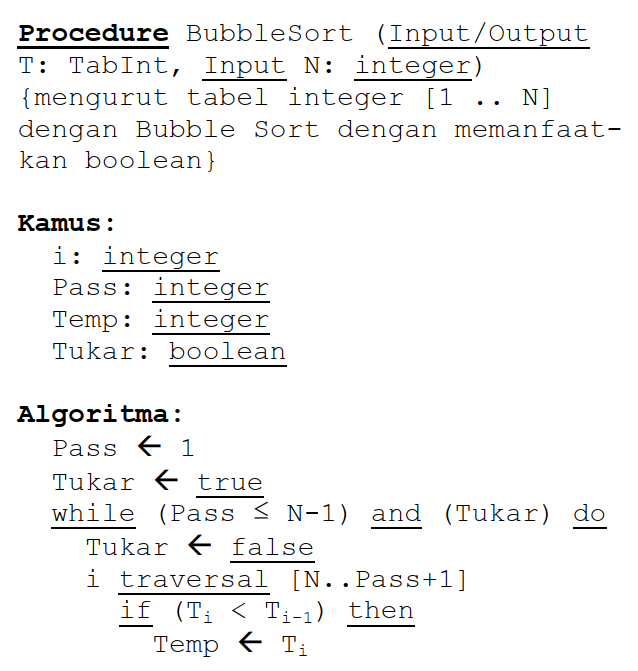 Procedure BubbleSort (Input/Output
T: TabInt, Input N: integer)
{mengurut tabel integer [1 .. N]
dengan Bubble Sort dengan memanfaat-
kan boolean}
Kamus:
i: integer
Pass: integer
Temp: integer
Tukar: boolean
Algoritma:
Pass ← 1
Tukar ← true
while (Pass ≤ N-1) and (Tukar) do
Tukar ← false
i traversal [N..Pass+1]
if (Tᵢ < Tᵢ₋₁) then
Temp ← Tᵢ